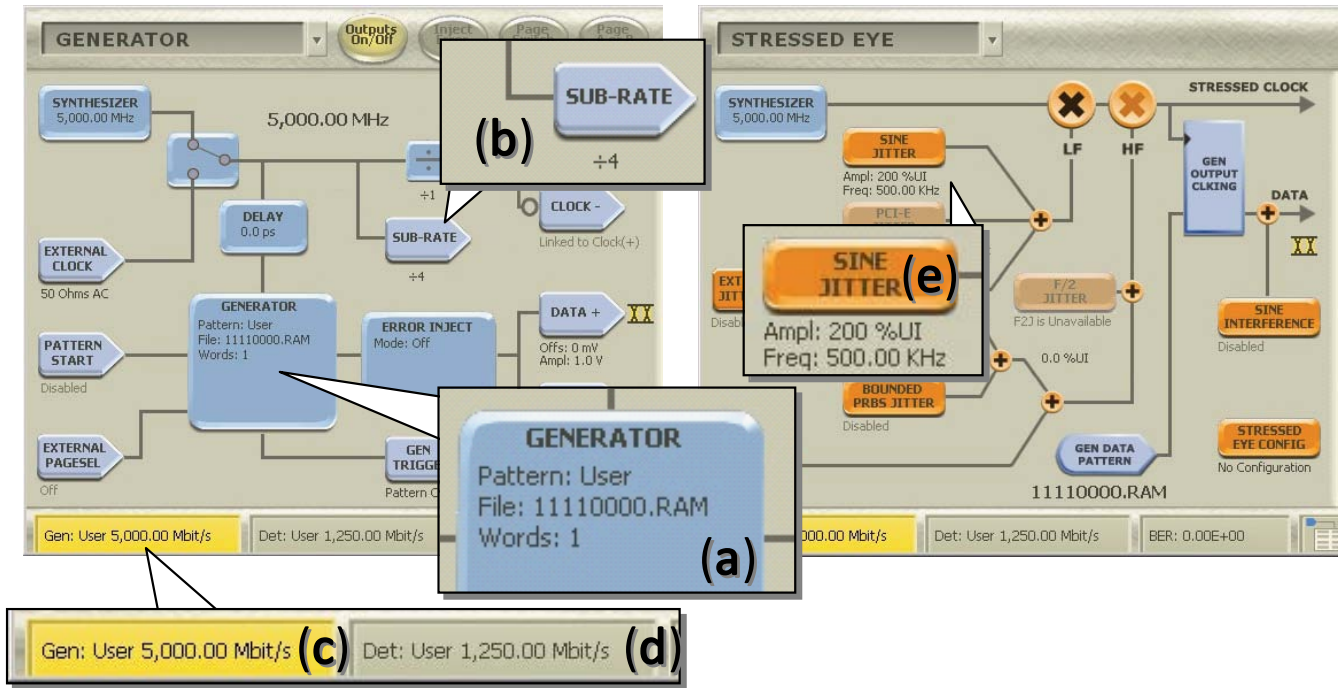 GENERATOR
Outputs
On/Off
Inject
Page
Page
SYNTHESIZER
5,000.00 MHz
5,000.00 MHz
÷1
CLOCK -
Linked to Clock(+)
DELAY
0.0 ps
SUB-RATE
÷4
EXTERNAL
CLOCK
50 Ohms AC
GENERATOR
Pattern: User
File: 11110000.RAM
Words: 1
ERROR INJECT
Mode: Off
DATA +
Offs: 0 mV
Ampl: 1.0 V
PATTERN
START
Disabled
EXTERNAL
PAGESEL
Off
GEN
Gen: User 5,000.00 Mbit/s
Det: User 1,250.00 Mbit/s
SUB-RATE
(b)
÷4
GENERATOR
Pattern: User
File: 11110000.RAM
Words: 1
(a)
Gen: User 5,000.00 Mbit/s (c)
Det: User 1,250.00 Mbit/s (d)
STRESSED EYE
SYNTHESIZER
5,000.00 MHz
STRESSED CLOCK
LF
HF
SINE
JITTER
Ampl: 200 %UI
Freq: 500.00 KHz
PCI-E
GEN
OUTPUT
CLKING
DATA
SINE
JITTER
(e)
Ampl: 200 %UI
Freq: 500.00 KHz
F/2
JITTER
F2J is Unavailable
SINE
INTERFERENCE
Disabled
0.0 %UI
BOUNDED
PRBS JITTER
Disabled
STRESSED
EYE CONFIG
No Configuration
GEN DATA
PATTERN
11110000.RAM
000.00 Mbit/s
Det: User 1,250.00 Mbit/s
BER: 0.00E+00